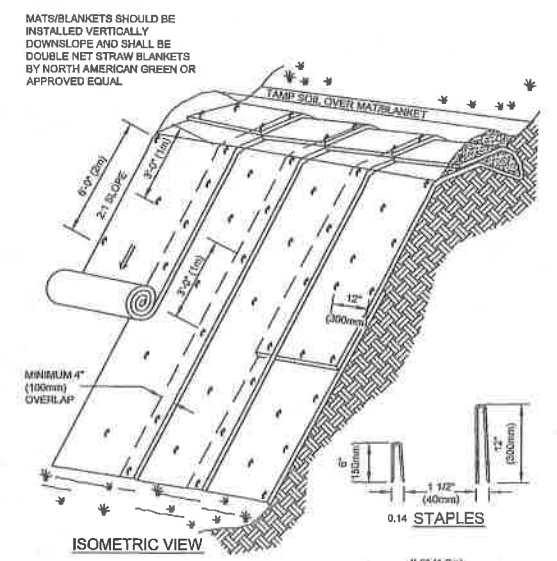 MATS/BLANKETS SHOULD BE
INSTALLED VERTICALLY
DOWNSLOPE AND SHALL BE
DOUBLE NET STRAW BLANKETS
BY NORTH AMERICAN GREEN OR
APPROVED EQUAL
TAMP SOIL OVER MAT/BLANKET
6'-0" (2m)
2:1 SLOPE
3'-0" (1m)
3'-0" (1m)
12"
(300mm)
MINIMUM 4"
(100mm)
OVERLAP
6"
150mm)
1 1/2"
(40mm)
12"
(300mm)
0.14 STAPLES
ISOMETRIC VIEW